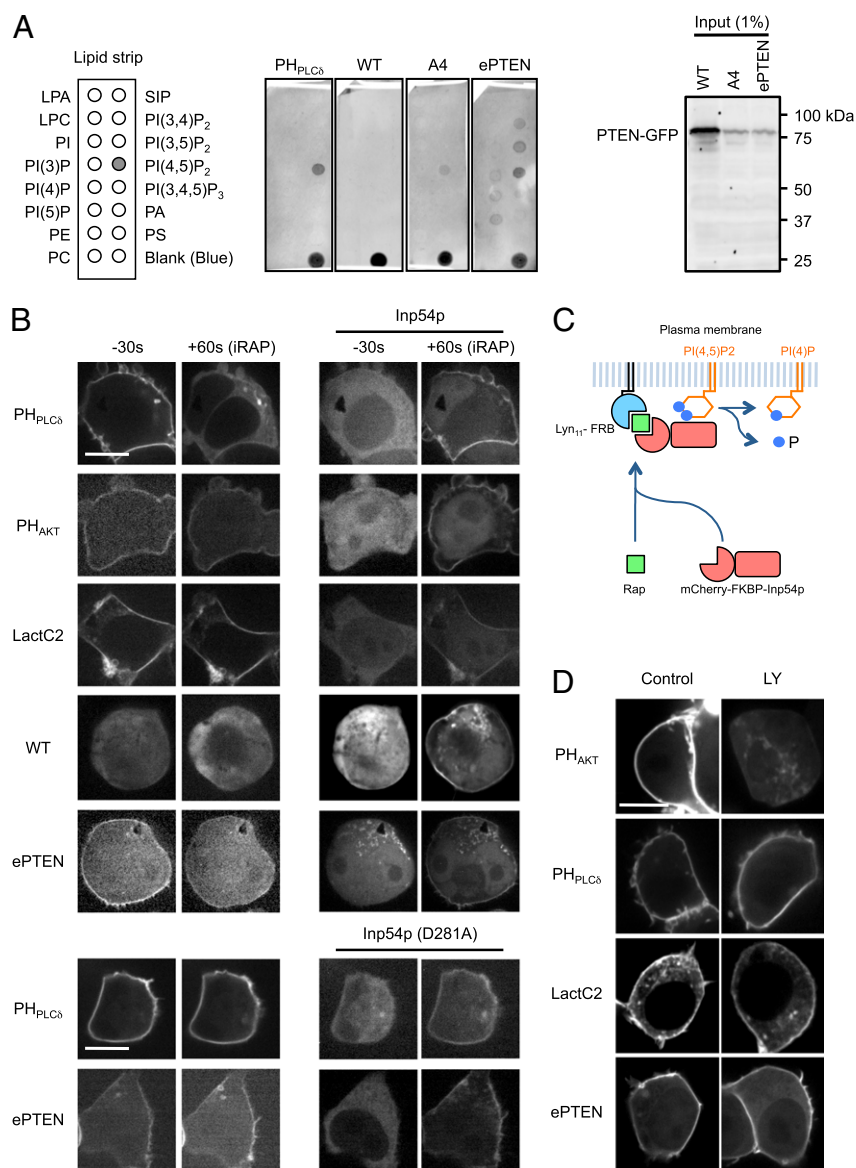 A
Lipid strip
LPA SIP
LPC PI(3,4)P2
PI PI(3,5)P2
PI(3)P PI(4,5)P2
PI(4)P PI(3,4,5)P3
PI(5)P PA
PE PS
PC Blank (Blue)
PHPLCδ WT A4 ePTEN
Input (1%)
WT A4 ePTEN
PTEN-GFP
100 kDa
75
50
37
25
B
Inp54p
-30s +60s (iRAP) -30s +60s (iRAP)
PHPLCδ
PHAKT
LactC2
WT
ePTEN
Inp54p (D281A)
PHPLCδ
ePTEN
C
Plasma membrane
PI(4,5)P2 PI(4)P
Lyn11- FRB
P
Rap mCherry-FKBP-Inp54p
D
Control LY
PHAKT
PHPLCδ
LactC2
ePTEN